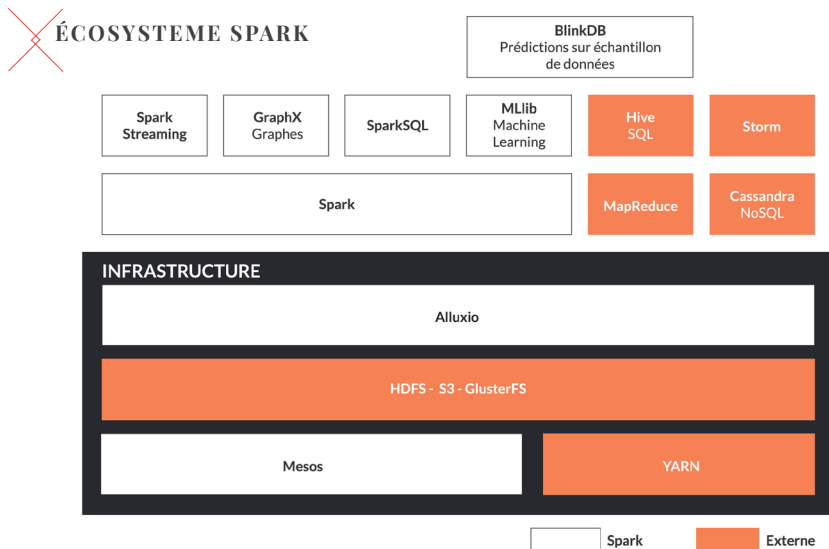 ÉCOSYSTEME SPARK
BlinkDB
Prédictions sur échantillon
de données
Spark
Streaming
GraphX
Graphes
SparkSQL
MLlib
Machine
Learning
Hive
SQL
Storm
Spark
MapReduce
Cassandra
NoSQL
INFRASTRUCTURE
Alluxio
HDFS - S3 - GlusterFS
Mesos
YARN
Spark
Externe